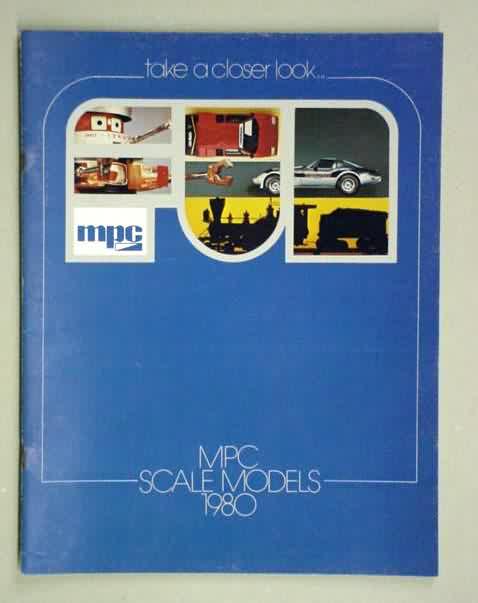 take a closer look...
mpc
MPC
SCALE MODELS
1980